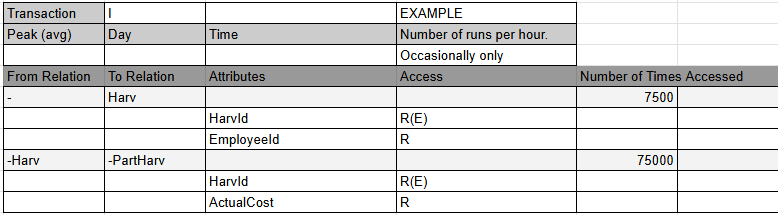 Transaction I EXAMPLE
Peak (avg) Day Time Number of runs per hour.
Occasionally only
From Relation To Relation Attributes Access Number of Times Accessed
- Harv 7500
HarvId R(E)
EmployeeId R
-Harv -PartHarv 75000
HarvId R(E)
ActualCost R